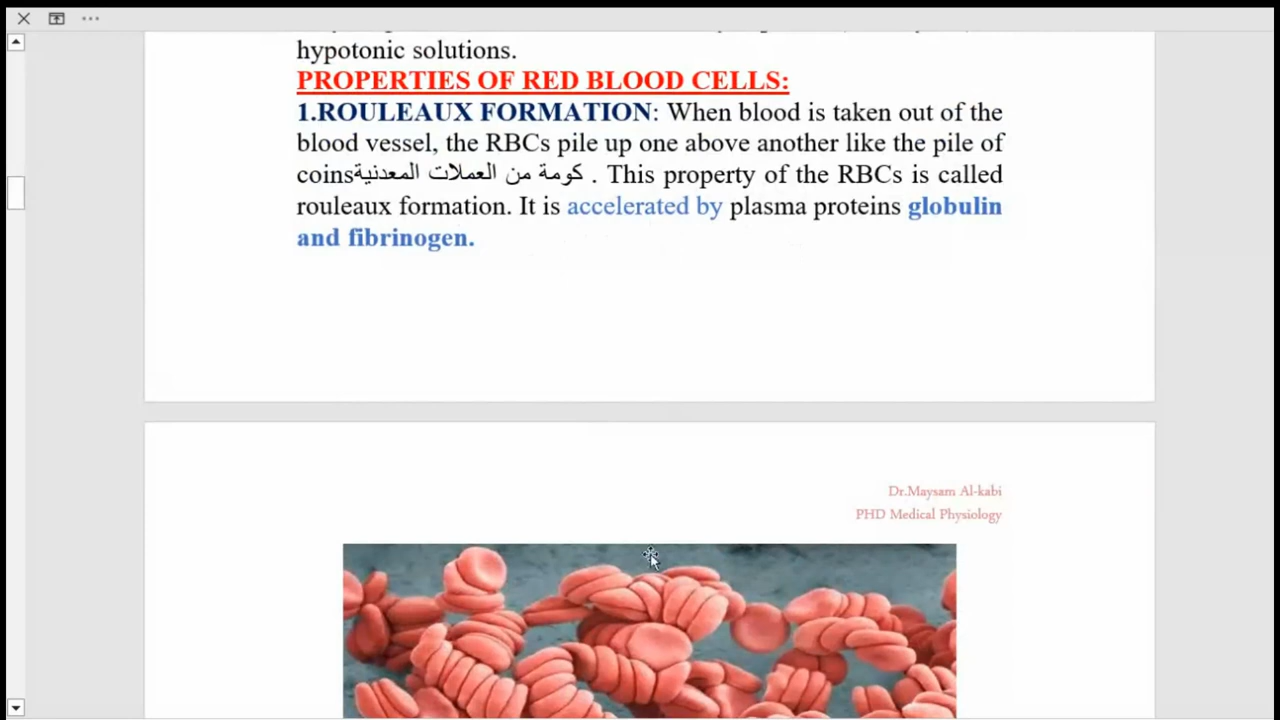 hypotonic solutions.
PROPERTIES OF RED BLOOD CELLS:
1.ROULEAUX FORMATION: When blood is taken out of the
blood vessel, the RBCs pile up one above another like the pile of
coins كومة من العملات المعدنية . This property of the RBCs is called
rouleaux formation. It is accelerated by plasma proteins globulin
and fibrinogen.
Dr.Maysam Al-kabi
PHD Medical Physiology